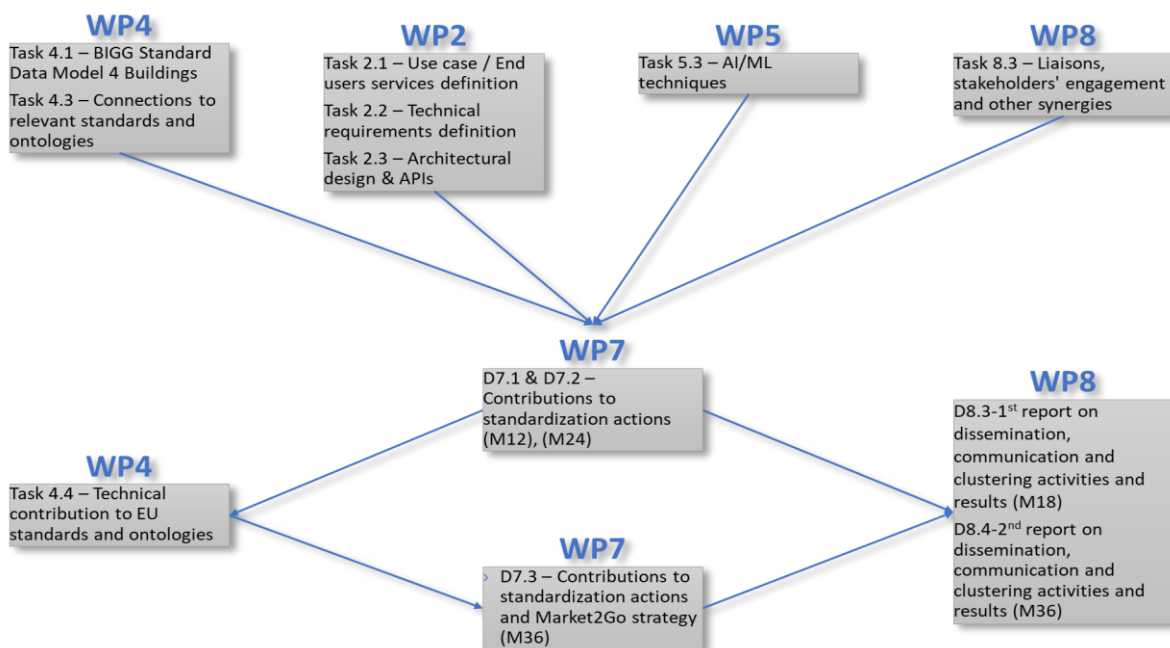 WP4
Task 4.1 – BIGG Standard
Data Model 4 Buildings
Task 4.3 – Connections to
relevant standards and
ontologies
WP2
Task 2.1 – Use case / End
users services definition
Task 2.2 – Technical
requirements definition
Task 2.3 – Architectural
design & APIs
WP5
Task 5.3 – AI/ML
techniques
WP8
Task 8.3 – Liaisons,
stakeholders' engagement
and other synergies
WP7
D7.1 & D7.2 –
Contributions to
standardization actions
(M12), (M24)
WP4
Task 4.4 – Technical
contribution to EU
standards and ontologies
WP7
› D7.3 – Contributions to
standardization actions
and Market2Go strategy
(M36)
WP8
D8.3-1st report on
dissemination,
communication and
clustering activities and
results (M18)
D8.4-2nd report on
dissemination,
communication and
clustering activities and
results (M36)